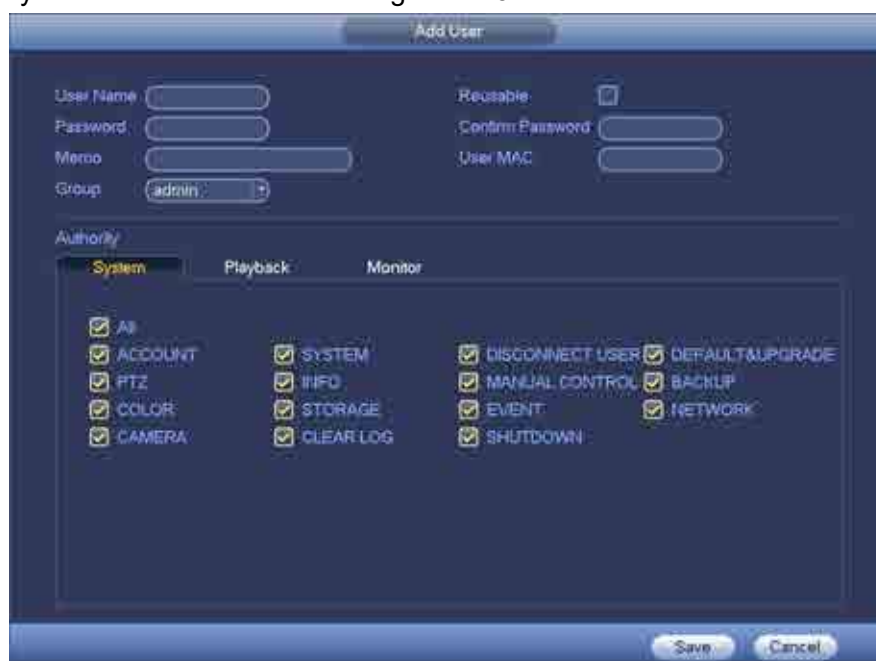 Add User
User Name
Reusable
Password
Confirm Password
Memo
User MAC
Group admin
Authority
System Playback Monitor
All
ACCOUNT SYSTEM DISCONNECT USER DEFAULT&UPGRADE
PTZ INFO MANUAL CONTROL BACKUP
COLOR STORAGE EVENT NETWORK
CAMERA CLEAR LOG SHUTDOWN
Save Cancel